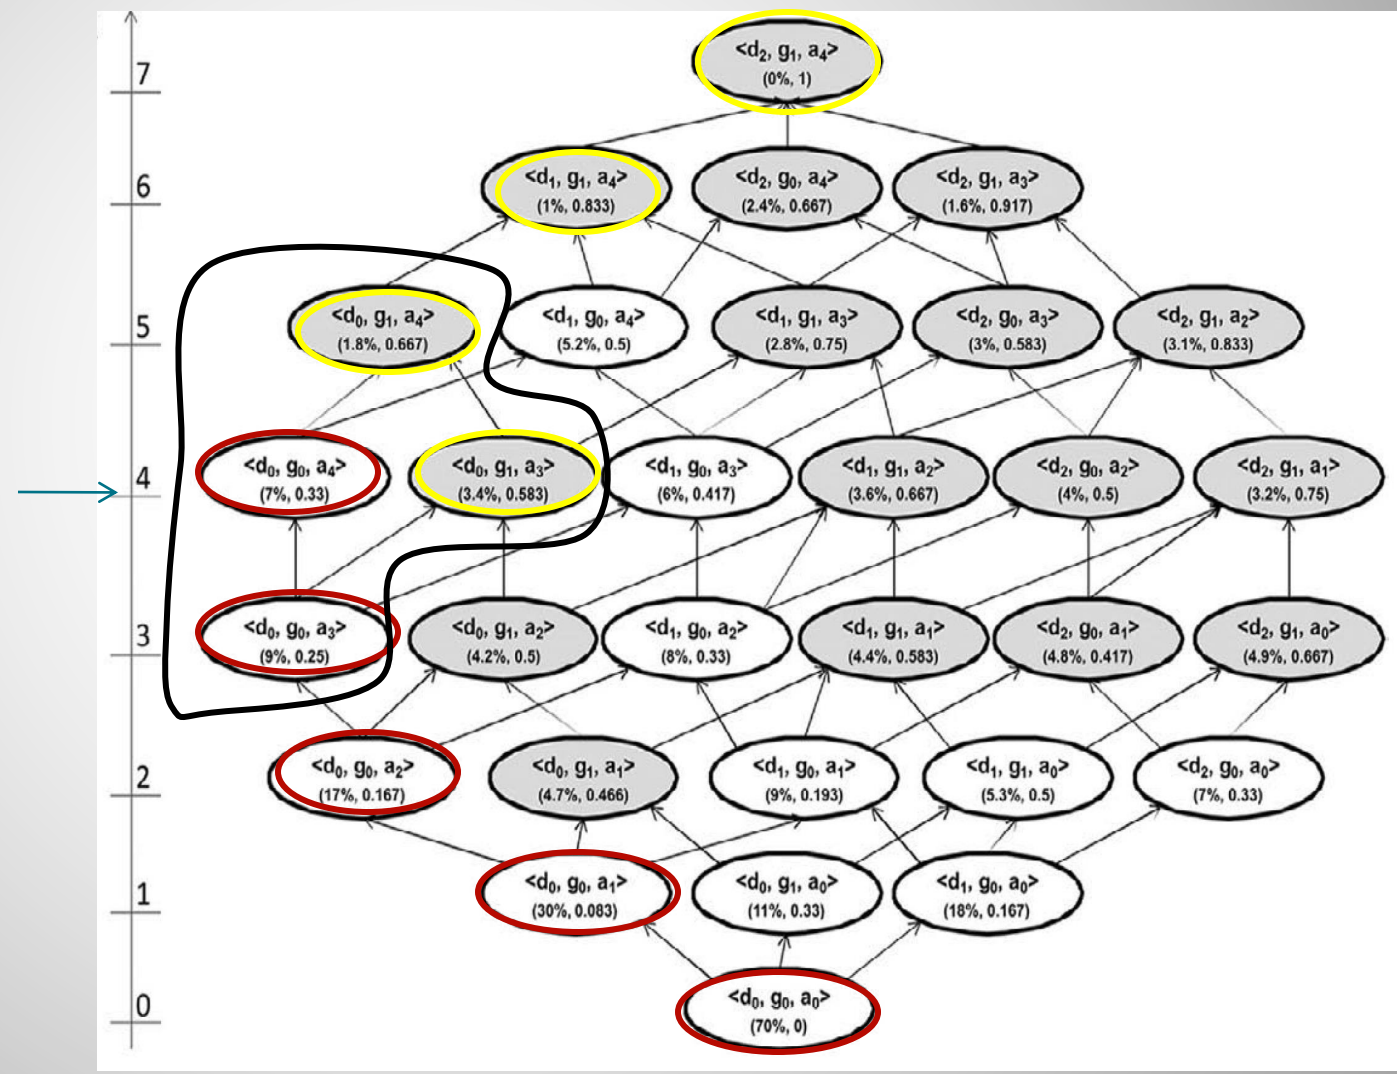 7
<d₂, g₁, a₄>
(0%, 1)
6
<d₁, g₁, a₄>
(1%, 0.833)
<d₂, g₀, a₄>
(2.4%, 0.667)
<d₂, g₁, a₃>
(1.6%, 0.917)
5
<d₀, g₁, a₄>
(1.8%, 0.667)
<d₁, g₀, a₄>
(5.2%, 0.5)
<d₁, g₁, a₃>
(2.8%, 0.75)
<d₂, g₀, a₃>
(3%, 0.583)
<d₂, g₁, a₂>
(3.1%, 0.833)
4
<d₀, g₀, a₄>
(7%, 0.33)
<d₀, g₁, a₃>
(3.4%, 0.583)
<d₁, g₀, a₃>
(6%, 0.417)
<d₁, g₁, a₂>
(3.6%, 0.667)
<d₂, g₀, a₂>
(4%, 0.5)
<d₂, g₁, a₁>
(3.2%, 0.75)
3
<d₀, g₀, a₃>
(9%, 0.25)
<d₀, g₁, a₂>
(4.2%, 0.5)
<d₁, g₀, a₂>
(8%, 0.33)
<d₁, g₁, a₁>
(4.4%, 0.583)
<d₂, g₀, a₁>
(4.8%, 0.417)
<d₂, g₁, a₀>
(4.9%, 0.667)
2
<d₀, g₀, a₂>
(17%, 0.167)
<d₀, g₁, a₁>
(4.7%, 0.466)
<d₁, g₀, a₁>
(9%, 0.193)
<d₁, g₁, a₀>
(5.3%, 0.5)
<d₂, g₀, a₀>
(7%, 0.33)
1
<d₀, g₀, a₁>
(30%, 0.083)
<d₀, g₁, a₀>
(11%, 0.33)
<d₁, g₀, a₀>
(18%, 0.167)
0
<d₀, g₀, a₀>
(70%, 0)